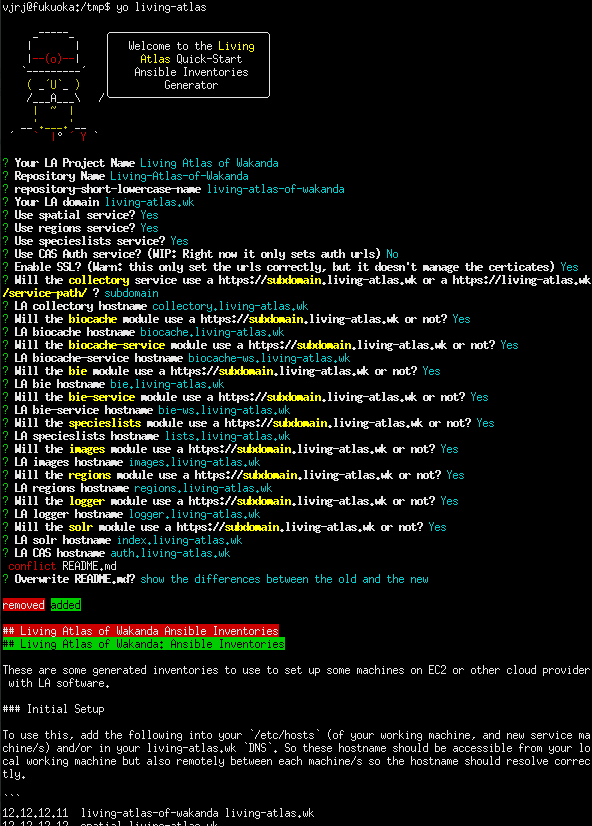 vjrj@fukuoka:/tmp$ yo living-atlas
Welcome to the Living
Atlas Quick-Start
Ansible Inventories
Generator
? Your LA Project Name Living Atlas of Wakanda
? Repository Name Living-Atlas-of-Wakanda
? repository-short-lowercase-name living-atlas-of-wakanda
? Your LA domain living-atlas.wk
? Use spatial service? Yes
? Use regions service? Yes
? Use specieslists service? Yes
? Use CAS Auth service? (WIP: Right now it only sets auth urls) No
? Enable SSL? (Warn: this only set the urls correctly, but it doesn't manage the certicates) Yes
? Will the collectory service use a https://subdomain.living-atlas.wk or a https://living-atlas.wk
/service-path/ ? subdomain
? LA collectory hostname collectory.living-atlas.wk
? Will the biocache module use a https://subdomain.living-atlas.wk or not? Yes
? LA biocache hostname biocache.living-atlas.wk
? Will the biocache-service module use a https://subdomain.living-atlas.wk or not? Yes
? LA biocache-service hostname biocache-ws.living-atlas.wk
? Will the bie module use a https://subdomain.living-atlas.wk or not? Yes
? LA bie hostname bie.living-atlas.wk
? Will the bie-service module use a https://subdomain.living-atlas.wk or not? Yes
? LA bie-service hostname bie-ws.living-atlas.wk
? Will the specieslists module use a https://subdomain.living-atlas.wk or not? Yes
? LA specieslists hostname lists.living-atlas.wk
? Will the images module use a https://subdomain.living-atlas.wk or not? Yes
? LA images hostname images.living-atlas.wk
? Will the regions module use a https://subdomain.living-atlas.wk or not? Yes
? LA regions hostname regions.living-atlas.wk
? Will the logger module use a https://subdomain.living-atlas.wk or not? Yes
? LA logger hostname logger.living-atlas.wk
? Will the solr module use a https://subdomain.living-atlas.wk or not? Yes
? LA solr hostname index.living-atlas.wk
? LA CAS hostname auth.living-atlas.wk
conflict README.md
? Overwrite README.md? show the differences between the old and the new
removed added
## Living Atlas of Wakanda Ansible Inventories
## Living Atlas of Wakanda: Ansible Inventories
These are some generated inventories to use to set up some machines on EC2 or other cloud provider
with LA software.
### Initial Setup
To use this, add the following into your `/etc/hosts` (of your working machine, and new service ma
chine/s) and/or in your living-atlas.wk `DNS`. So these hostname should be accessible from your lo
cal working machine but also remotely between each machine/s so the hostname should resolve correc
tly.
```
12.12.12.11 living-atlas-of-wakanda living-atlas.wk
12.12.12.12 spatial.living-atlas.wk